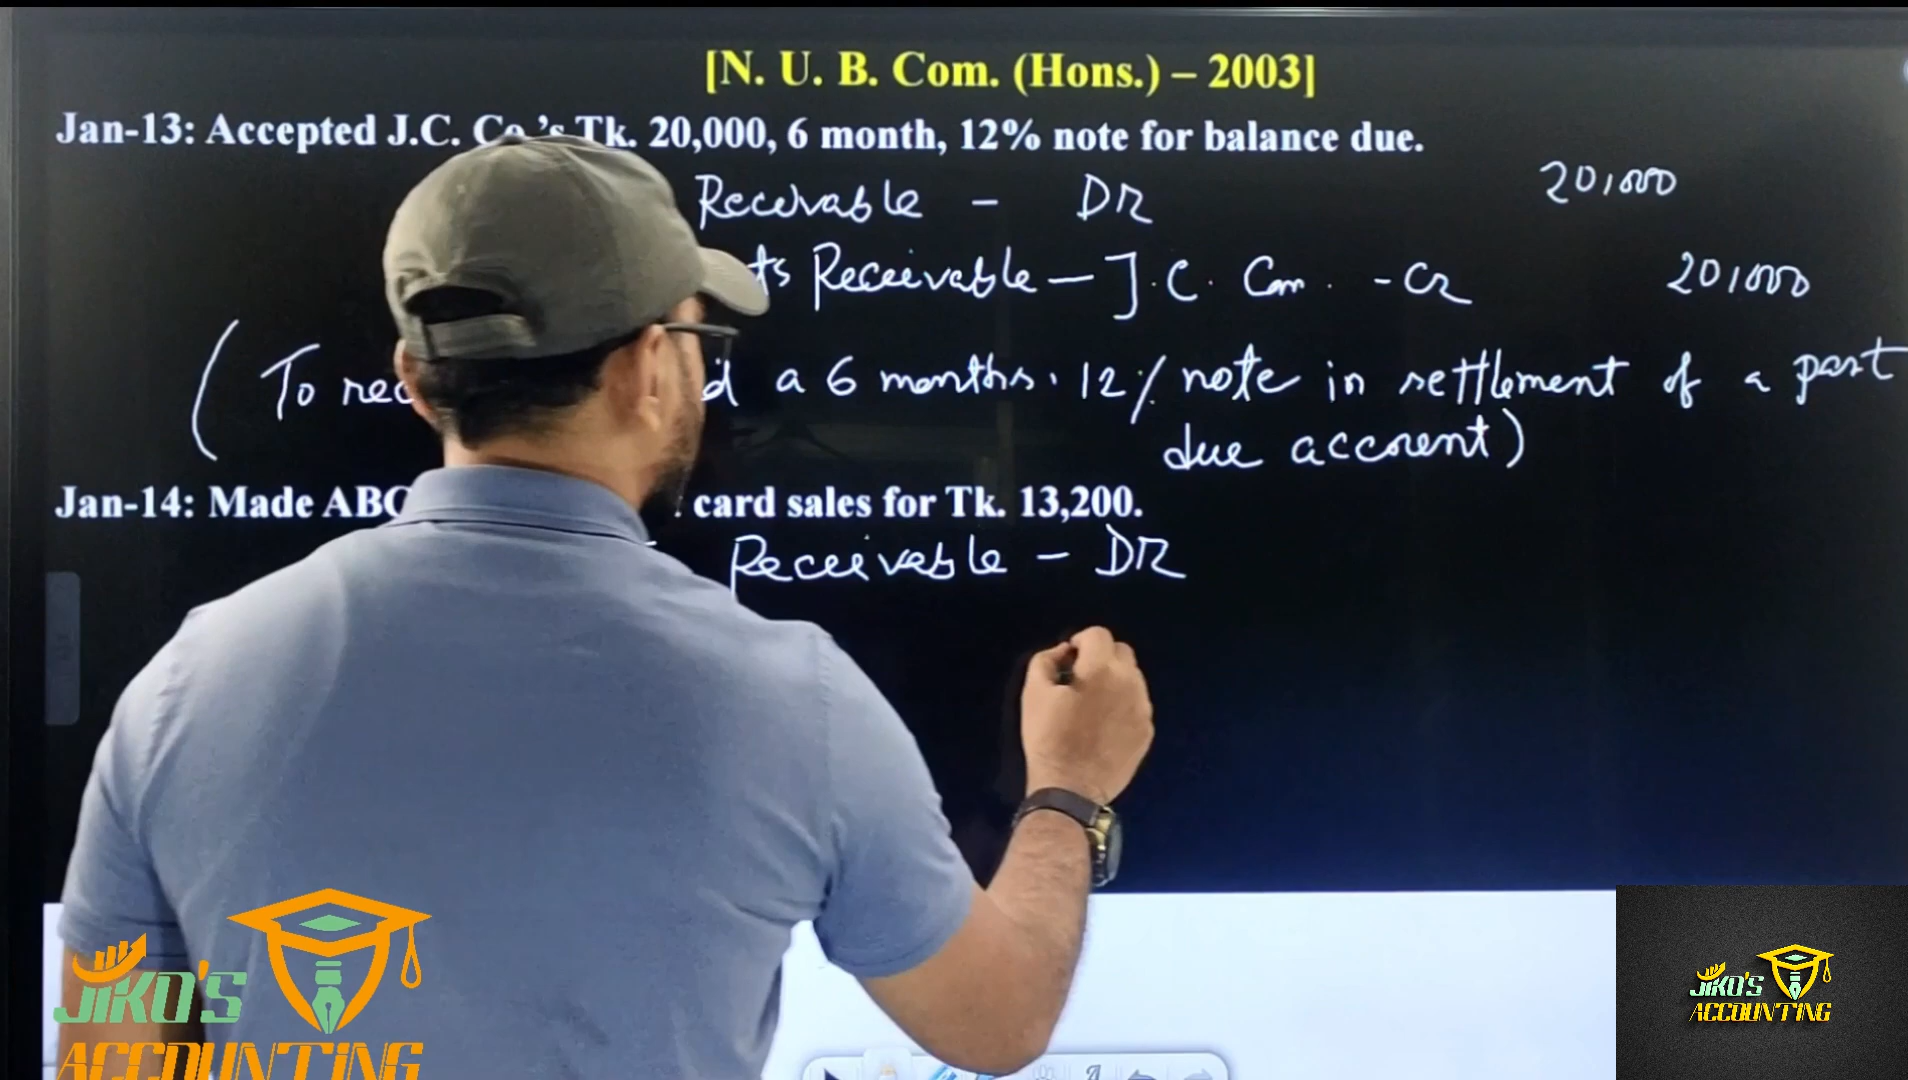 [N. U. B. Com. (Hons.) – 2003]
Jan-13: Accepted J.C. Co.'s Tk. 20,000, 6 month, 12% note for balance due.
Receivable - DR 20,000
ts Receivable - J.C. Com. - Cr 20,000
(To rec d a 6 months, 12% note in settlement of a past
due account)
Jan-14: Made ABC card sales for Tk. 13,200.
Receivable - DR
JIKO'S
ACCOUNTING
JIKO'S
ACCOUNTING